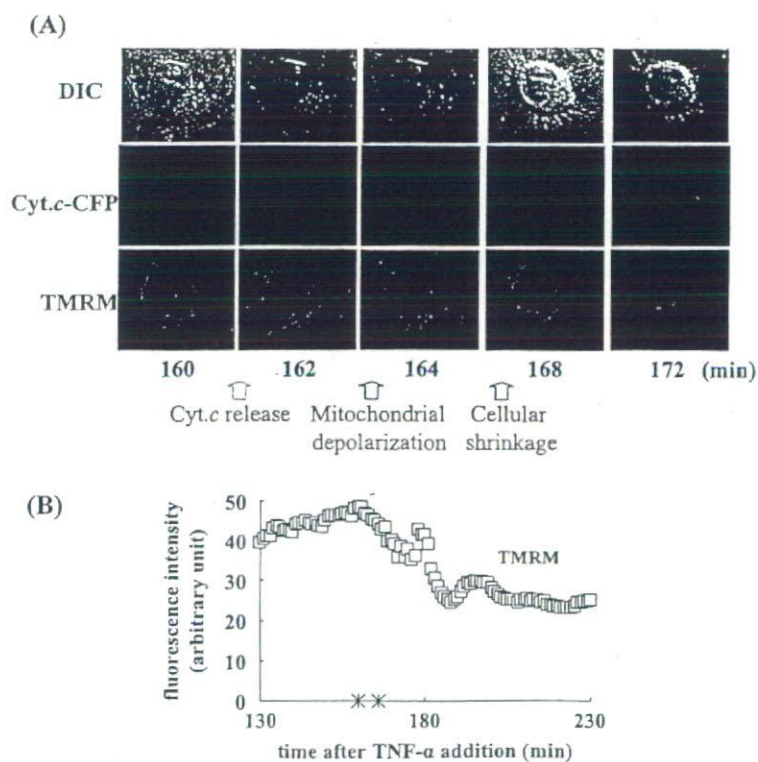 (A)
DIC
Cyt.c-CFP
TMRM
160 162 164 168 172 (min)
Cyt.c release Mitochondrial depolarization Cellular shrinkage
(B)
fluorescence intensity
(arbitrary unit)
50
40
30
20
10
0
TMRM
130 180 230
time after TNF-α addition (min)